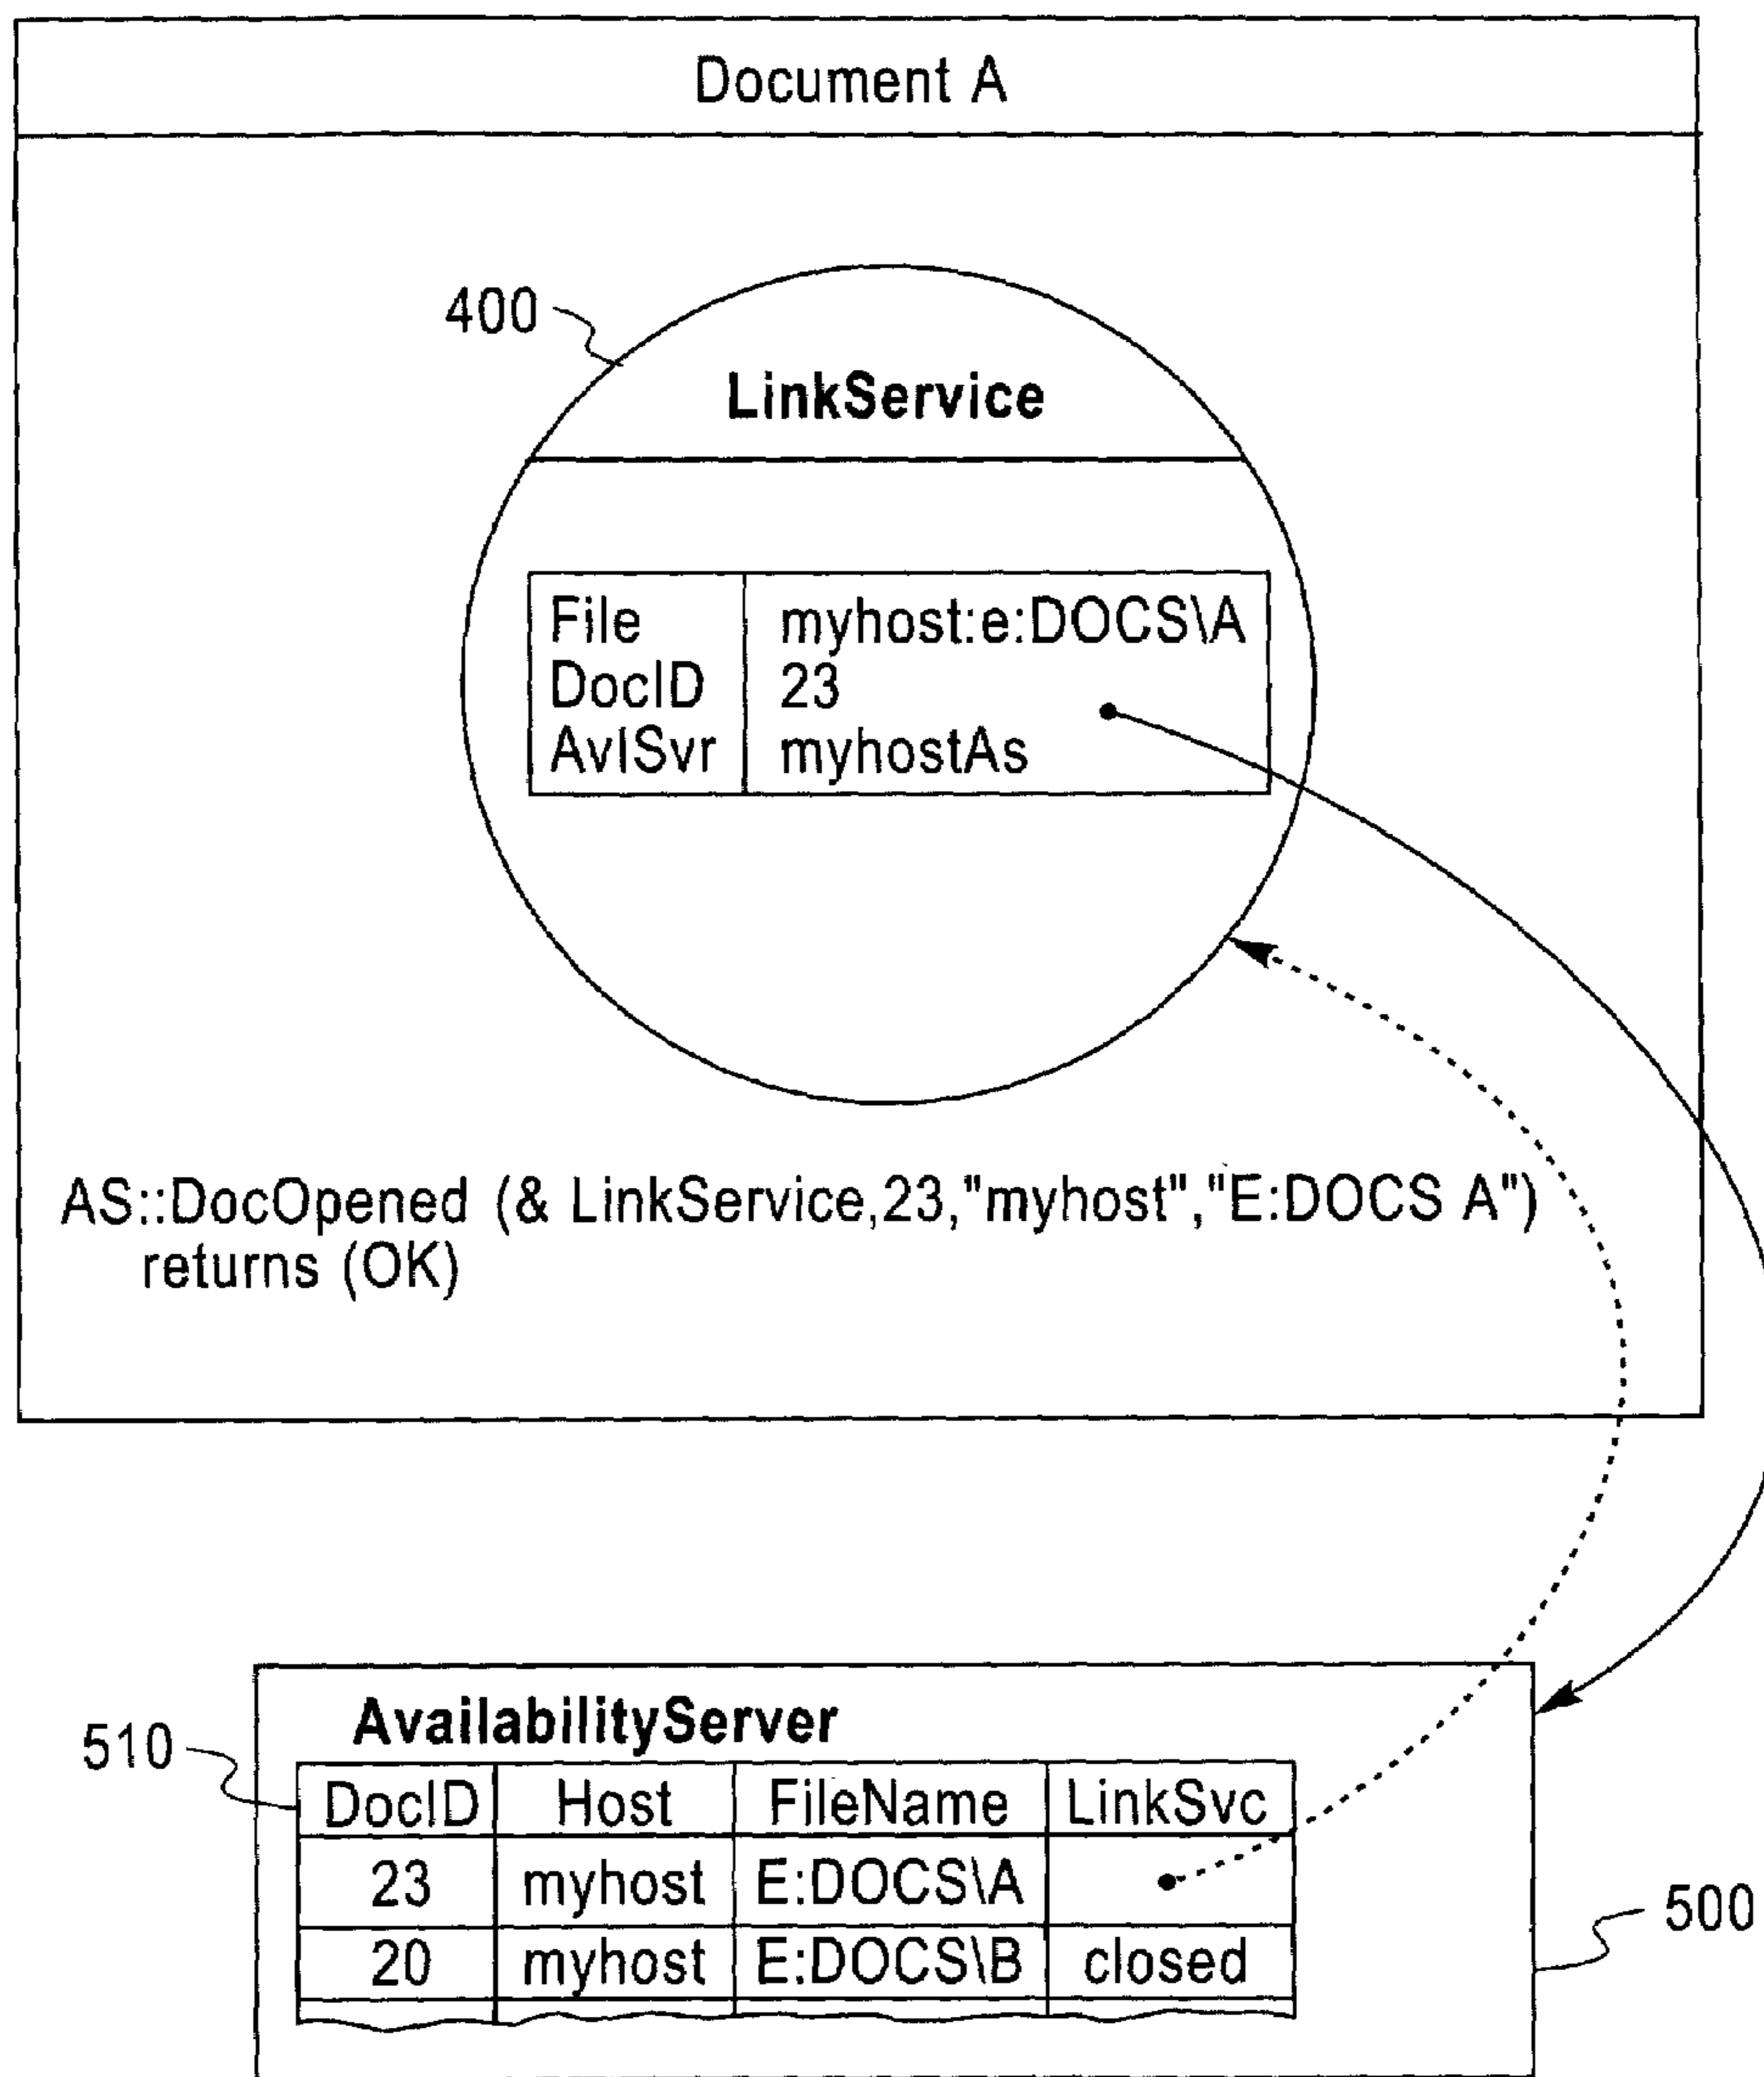 Document A
400
LinkService
File myhost:e:DOCS\A
DocID 23
AvlSvr myhostAs
AS::DocOpened (& LinkService,23,"myhost","E:DOCS A")
returns (OK)
AvailabilityServer
510
DocID Host FileName LinkSvc
23 myhost E:DOCS\A
20 myhost E:DOCS\B closed
500